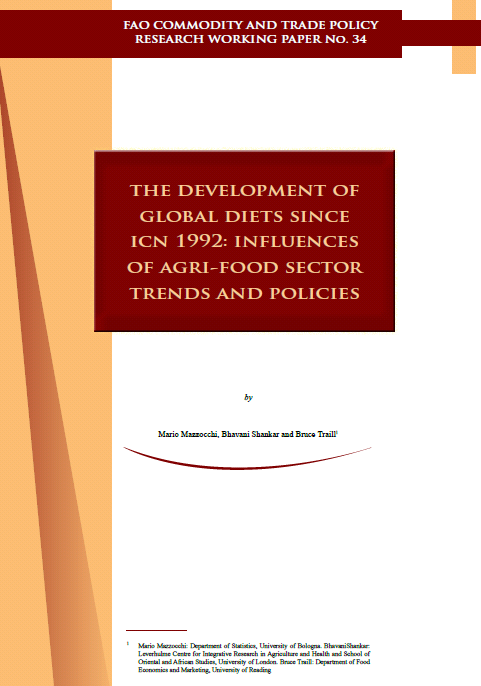 FAO COMMODITY AND TRADE POLICY
RESEARCH WORKING PAPER NO. 34
THE DEVELOPMENT OF
GLOBAL DIETS SINCE
ICN 1992: INFLUENCES
OF AGRI-FOOD SECTOR
TRENDS AND POLICIES
by
Mario Mazzocchi, Bhavani Shankar and Bruce Traill¹
¹ Mario Mazzocchi: Department of Statistics, University of Bologna. BhavaniShankar:
Leverhulme Centre for Integrative Research in Agriculture and Health and School of
Oriental and African Studies, University of London. Bruce Traill: Department of Food
Economics and Marketing, University of Reading